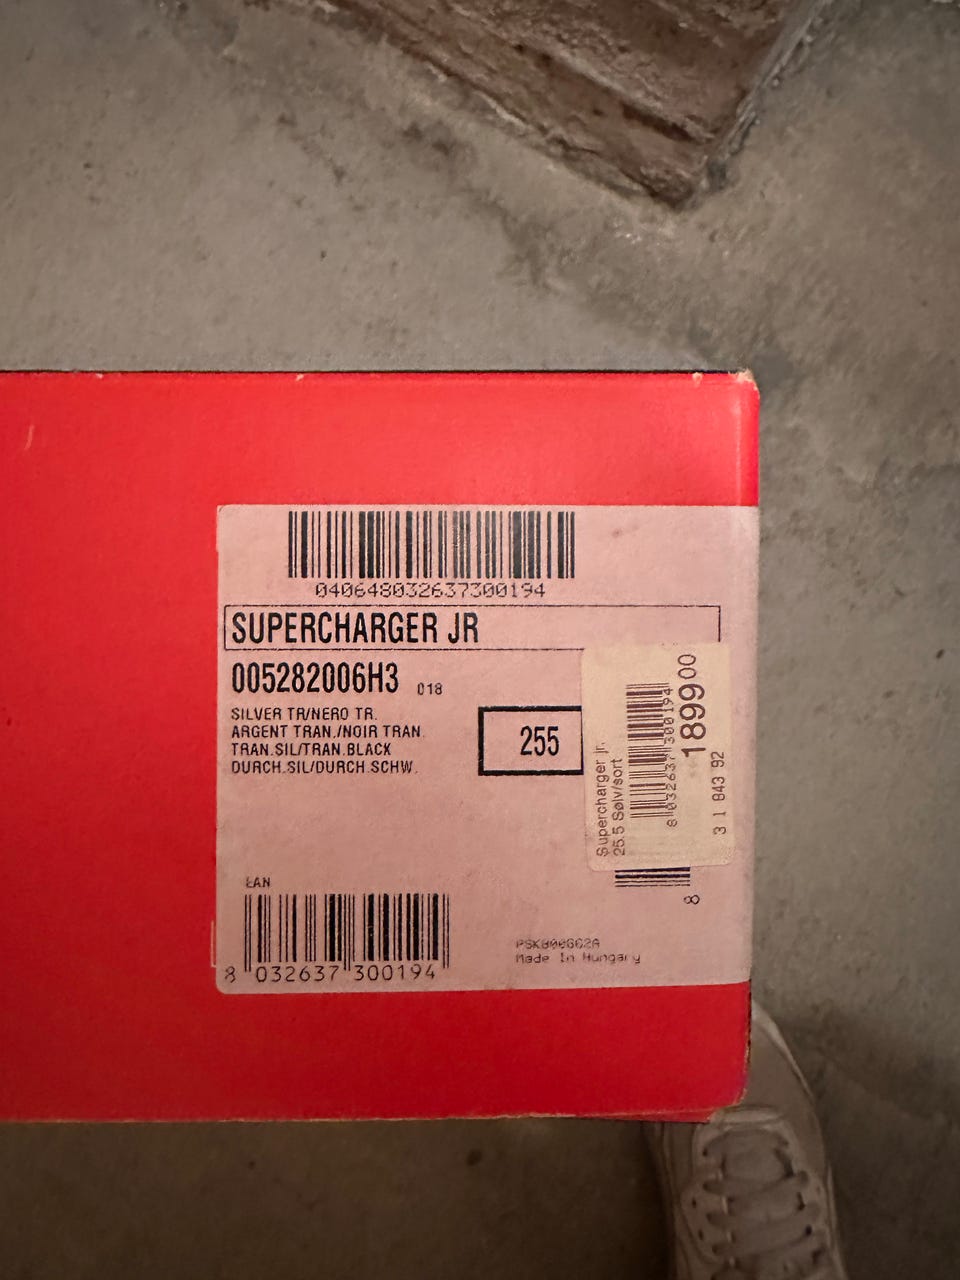 040648032637300194
SUPERCHARGER JR
005282006H3 018
SILVER TR/NERO TR.
ARGENT TRAN./NOIR TRAN.
TRAN.SIL/TRAN.BLACK
DURCH.SIL/DURCH.SCHW.
255
Supercharger jr.
25.5 Sølv/sort
8 032637 300194
1899 00
3 1 843 92
EAN
8 032637 300194
8
Made In Hungary